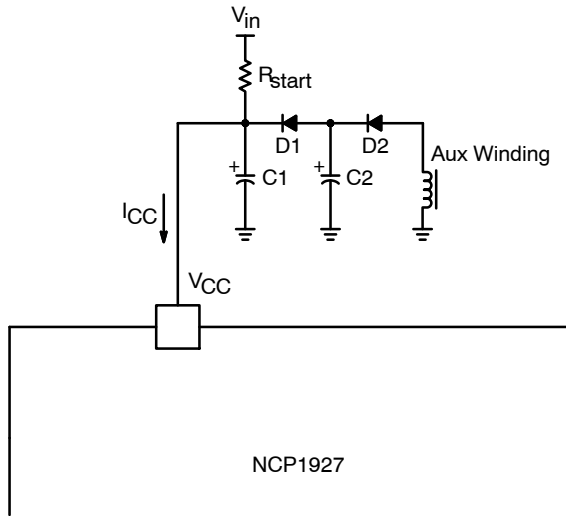 Vin
Rstart
D1
D2
+
C1
+
C2
Aux Winding
ICC
VCC
NCP1927